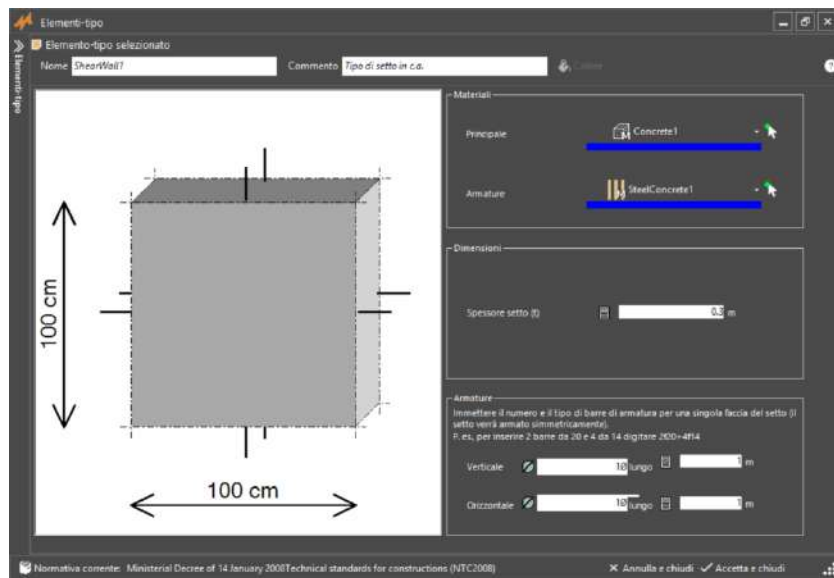 Elementi-tipo
Elementi-tipo
Elemento-tipo selezionato
Nome ShearWall1 Commento Tipo di setto in c.a. Colore
Materiali
Principale Concrete1
Armature SteelConcrete1
Dimensioni
Spessore setto (t) 0.3 m
100 cm
100 cm
Armature
Immettere il numero e il tipo di barre di armatura per una singola faccia del setto (il
setto verrà armato simmetricamente).
P. es. per inserire 2 barre da 20 e 4 da 14 digitare 2f20+4f14
Verticale 1Ø lungo 1 m
Orizzontale 1Ø lungo 1 m
Normativa corrente: Ministerial Decree of 14 January 2008Technical standards for constructions (NTC2008) Annulla e chiudi Accetta e chiudi